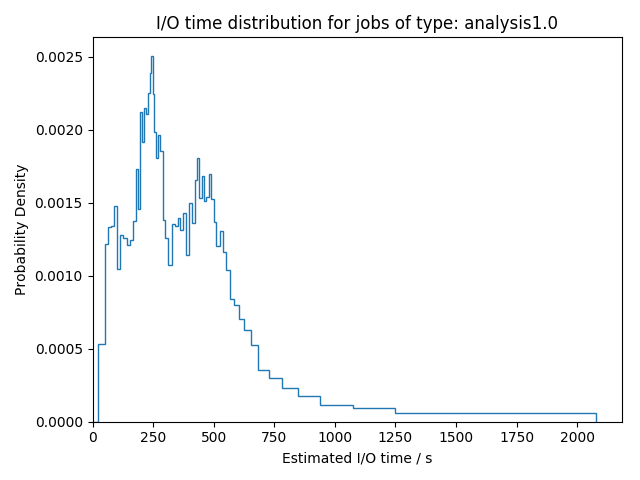 I/O time distribution for jobs of type: analysis1.0
0.0025
0.0020
0.0015
0.0010
0.0005
0.0000
Probability Density
0 250 500 750 1000 1250 1500 1750 2000
Estimated I/O time / s